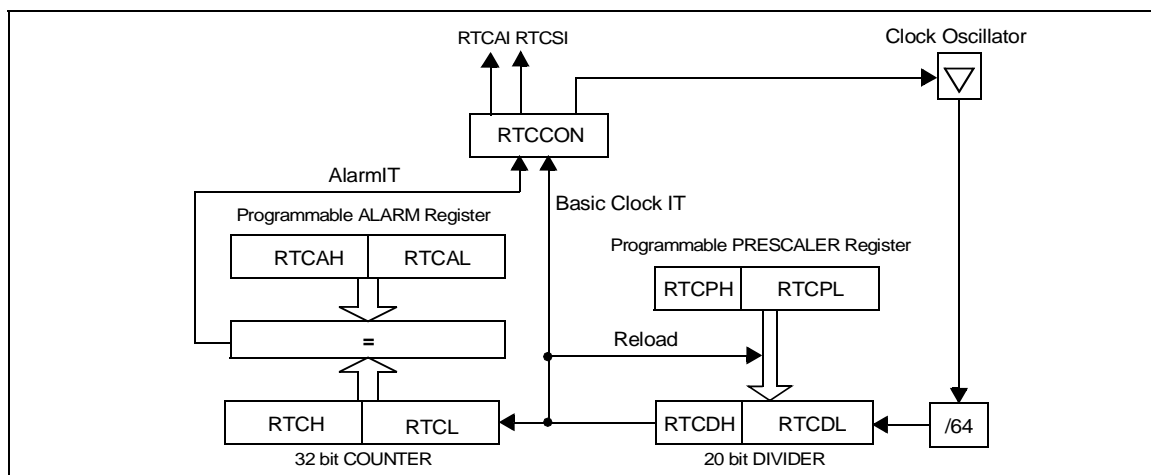 RTCAI RTCSI
Clock Oscillator
RTCCON
AlarmIT
Basic Clock IT
Programmable ALARM Register
RTCAH RTCAL
Programmable PRESCALER Register
RTCPH RTCPL
=
Reload
RTCH RTCL
RTCDH RTCDL
/64
32 bit COUNTER
20 bit DIVIDER